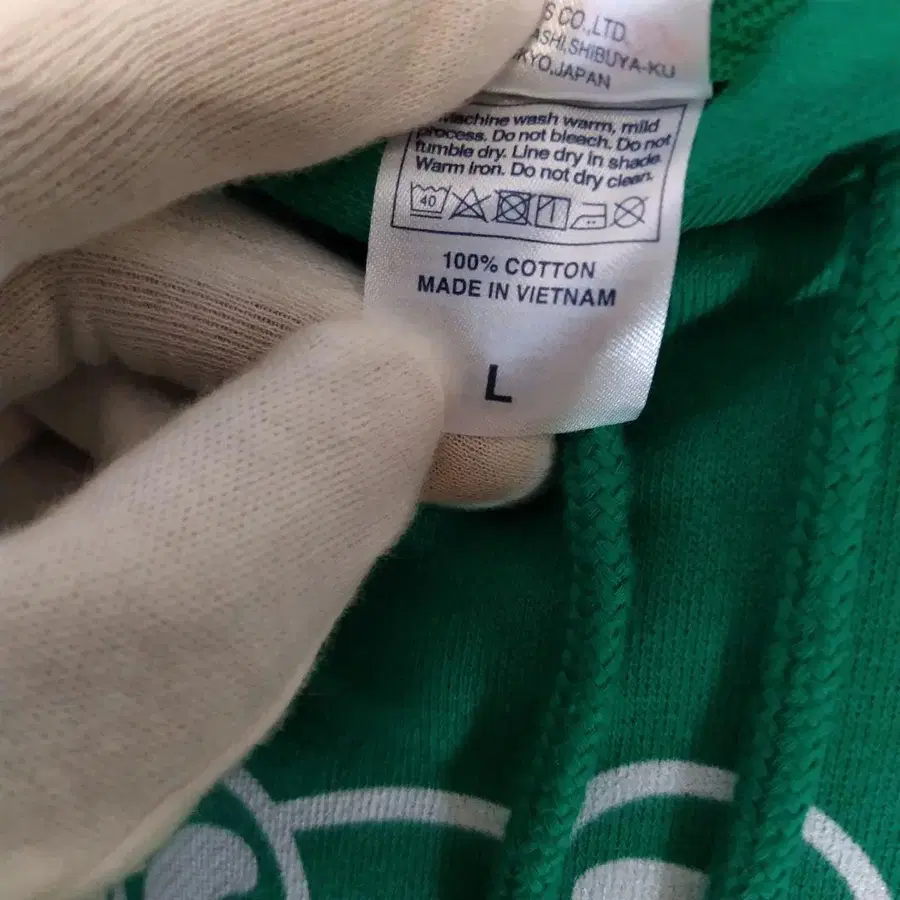 S CO.,LTD.
ASHI,SHIBUYA-KU
KYO,JAPAN
Machine wash warm, mild
process. Do not bleach. Do not
tumble dry. Line dry in shade.
Warm iron. Do not dry clean.
40
100% COTTON
MADE IN VIETNAM
L